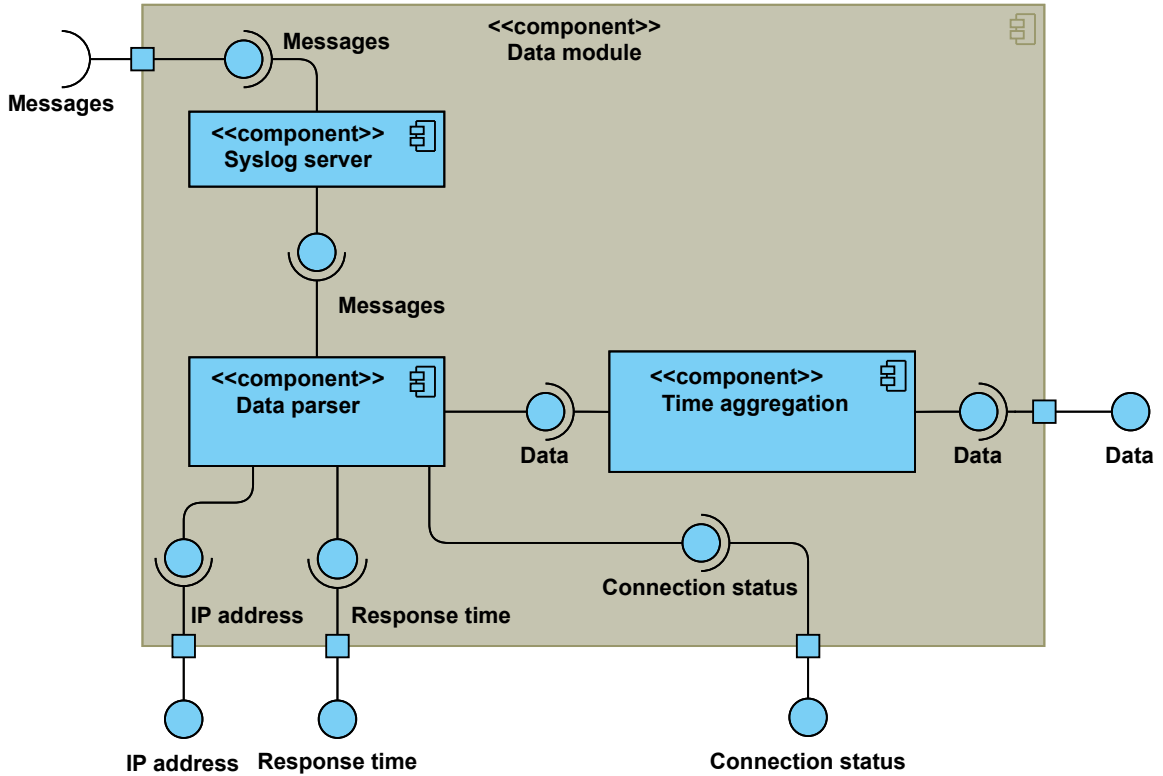 <<component>>
Data module
Messages
Messages
<<component>>
Syslog server
Messages
<<component>>
Data parser
<<component>>
Time aggregation
Data
Data
Data
Connection status
IP address
Response time
IP address
Response time
Connection status